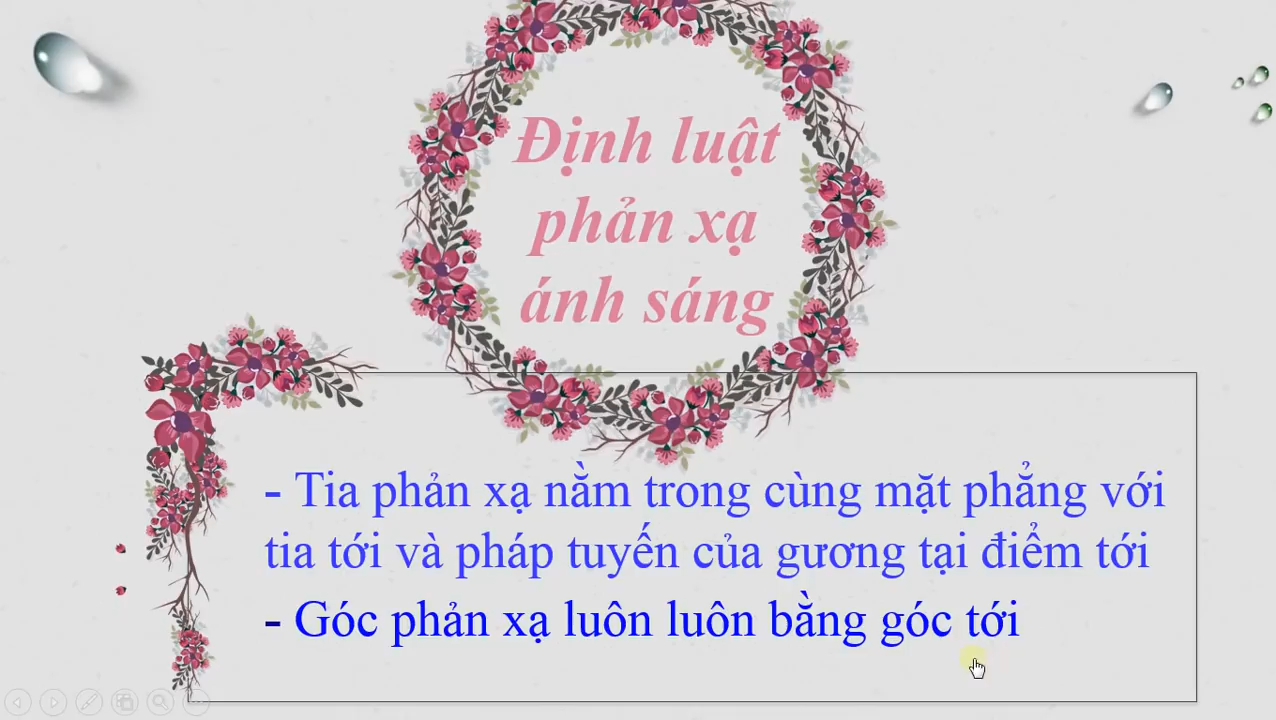 Định luật
phản xạ
ánh sáng
- Tia phản xạ nằm trong cùng mặt phẳng với
tia tới và pháp tuyến của gương tại điểm tới
- Góc phản xạ luôn luôn bằng góc tới